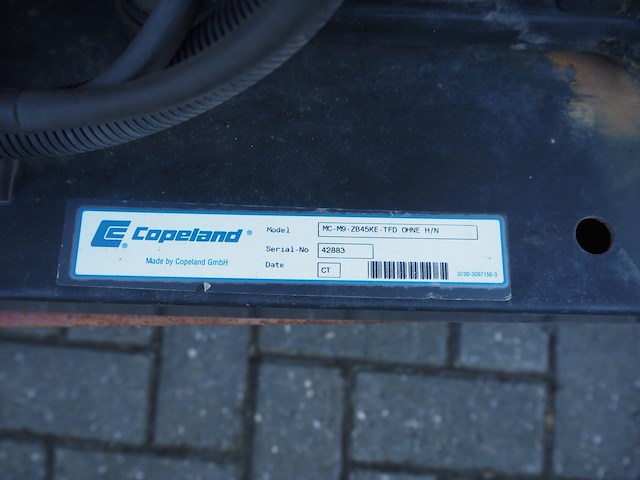 CE® Copeland®
Made by Copeland GmbH
Model MC-M9-ZB45KE-TFD OHNE H/N
Serial-No 42883
Date CT
0700-3097156-3